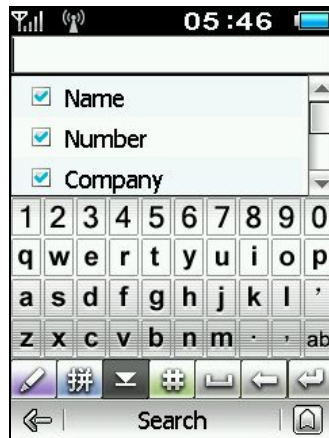 05:46
Name
Number
Company
1 2 3 4 5 6 7 8 9 0
q w e r t y u i o p
a s d f g h j k l ’
z x c v b n m . , ab
拼 #
Search